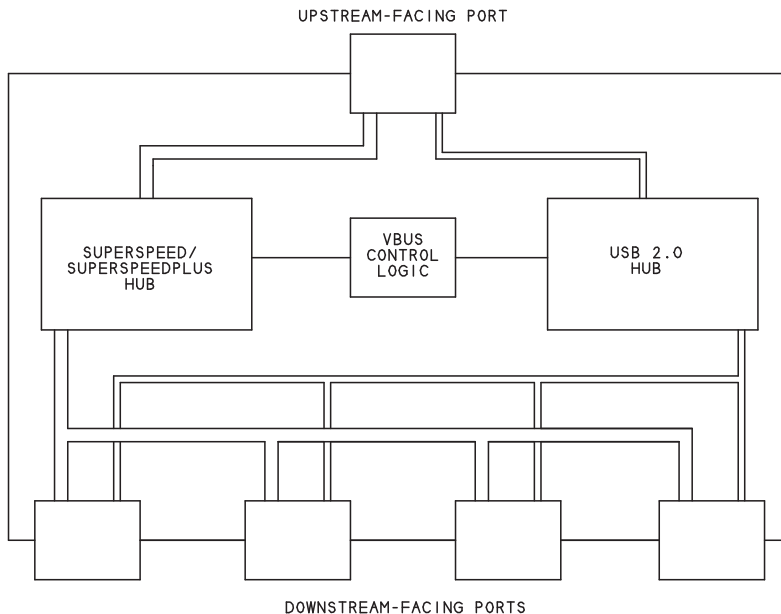 UPSTREAM-FACING PORT
SUPERSPEED/
SUPERSPEEDPLUS
HUB
VBUS
CONTROL
LOGIC
USB 2.0
HUB
DOWNSTREAM-FACING PORTS